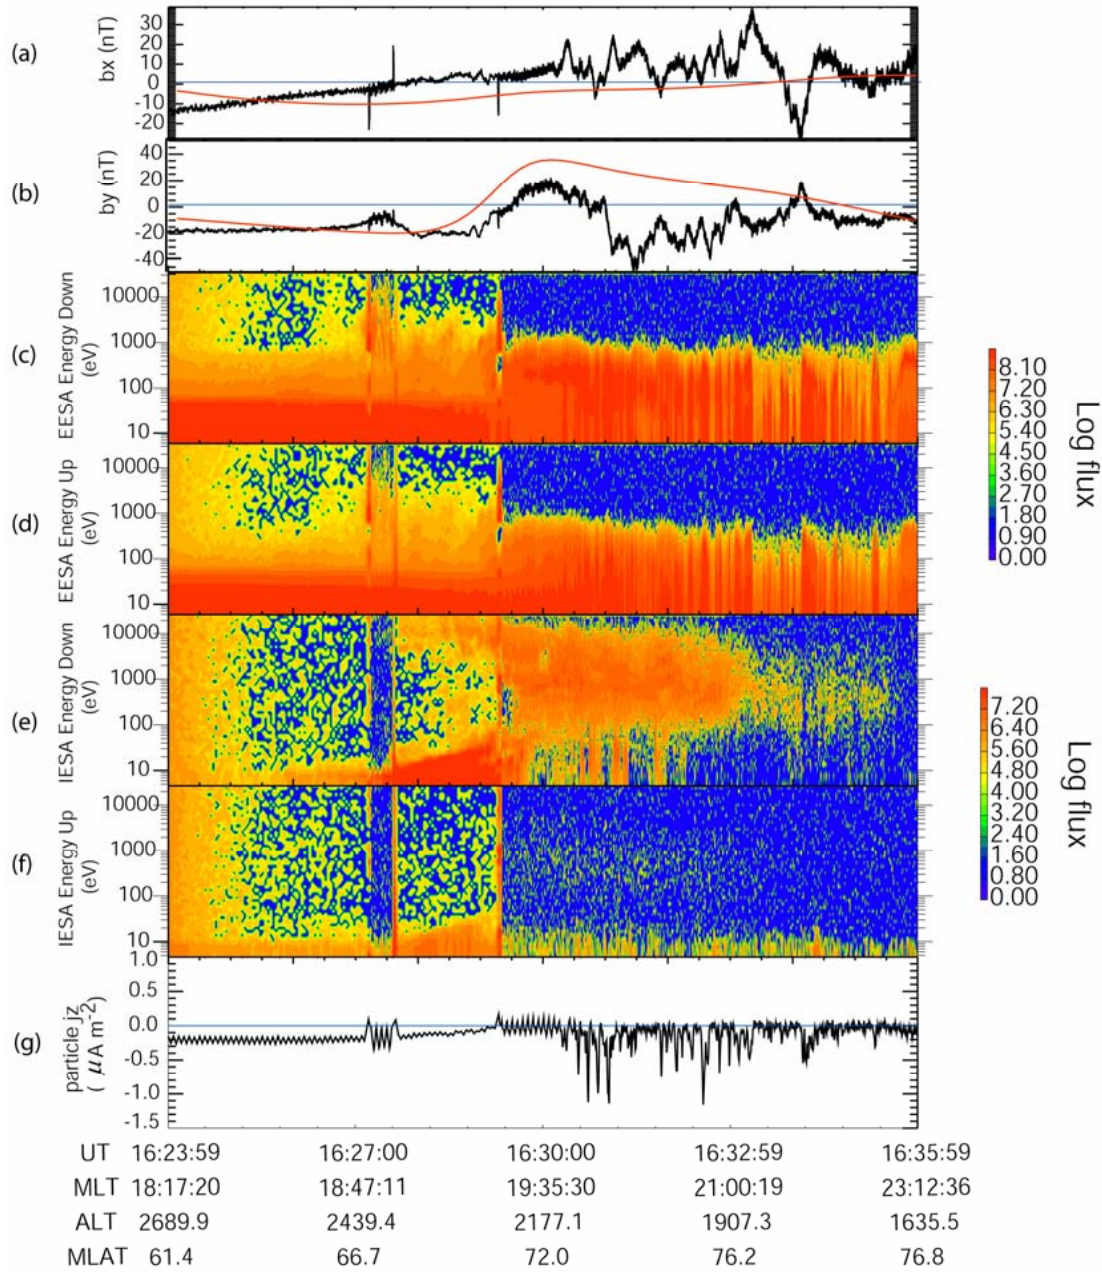 (a)
bx (nT)
30
20
10
0
-10
-20
(b)
by (nT)
40
20
0
-20
-40
(c)
EESA Energy Down
(eV)
10000
1000
100
10
(d)
EESA Energy Up
(eV)
10000
1000
100
10
8.10
7.20
6.30
5.40
4.50
3.60
2.70
1.80
0.90
0.00
Log flux
(e)
IESA Energy Down
(eV)
10000
1000
100
10
(f)
IESA Energy Up
(eV)
10000
1000
100
10
7.20
6.40
5.60
4.80
4.00
3.20
2.40
1.60
0.80
0.00
Log flux
(g)
particle jz
( μA m-2)
1.0
0.5
0.0
-0.5
-1.0
-1.5
UT 16:23:59 16:27:00 16:30:00 16:32:59 16:35:59
MLT 18:17:20 18:47:11 19:35:30 21:00:19 23:12:36
ALT 2689.9 2439.4 2177.1 1907.3 1635.5
MLAT 61.4 66.7 72.0 76.2 76.8